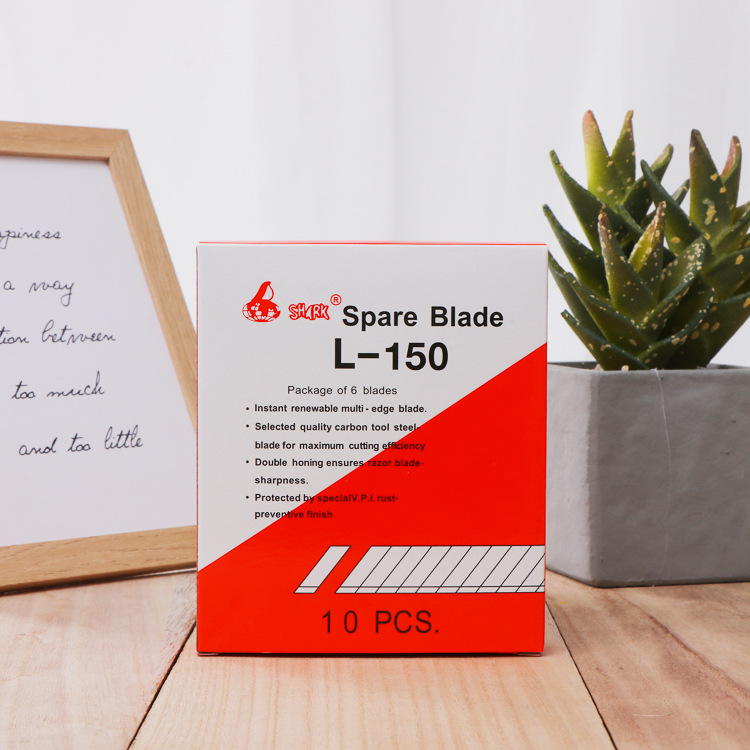 a way
tion between
too much
and too little
SHARK®
Spare Blade
L-150
Package of 6 blades
• Instant renewable multi-edge blade.
• Selected quality carbon tool steel-
blade for maximum cutting efficiency
• Double honing ensures razor blade-
sharpness.
• Protected by specialV.P.I.rust-
preventive finish
10 PCS.